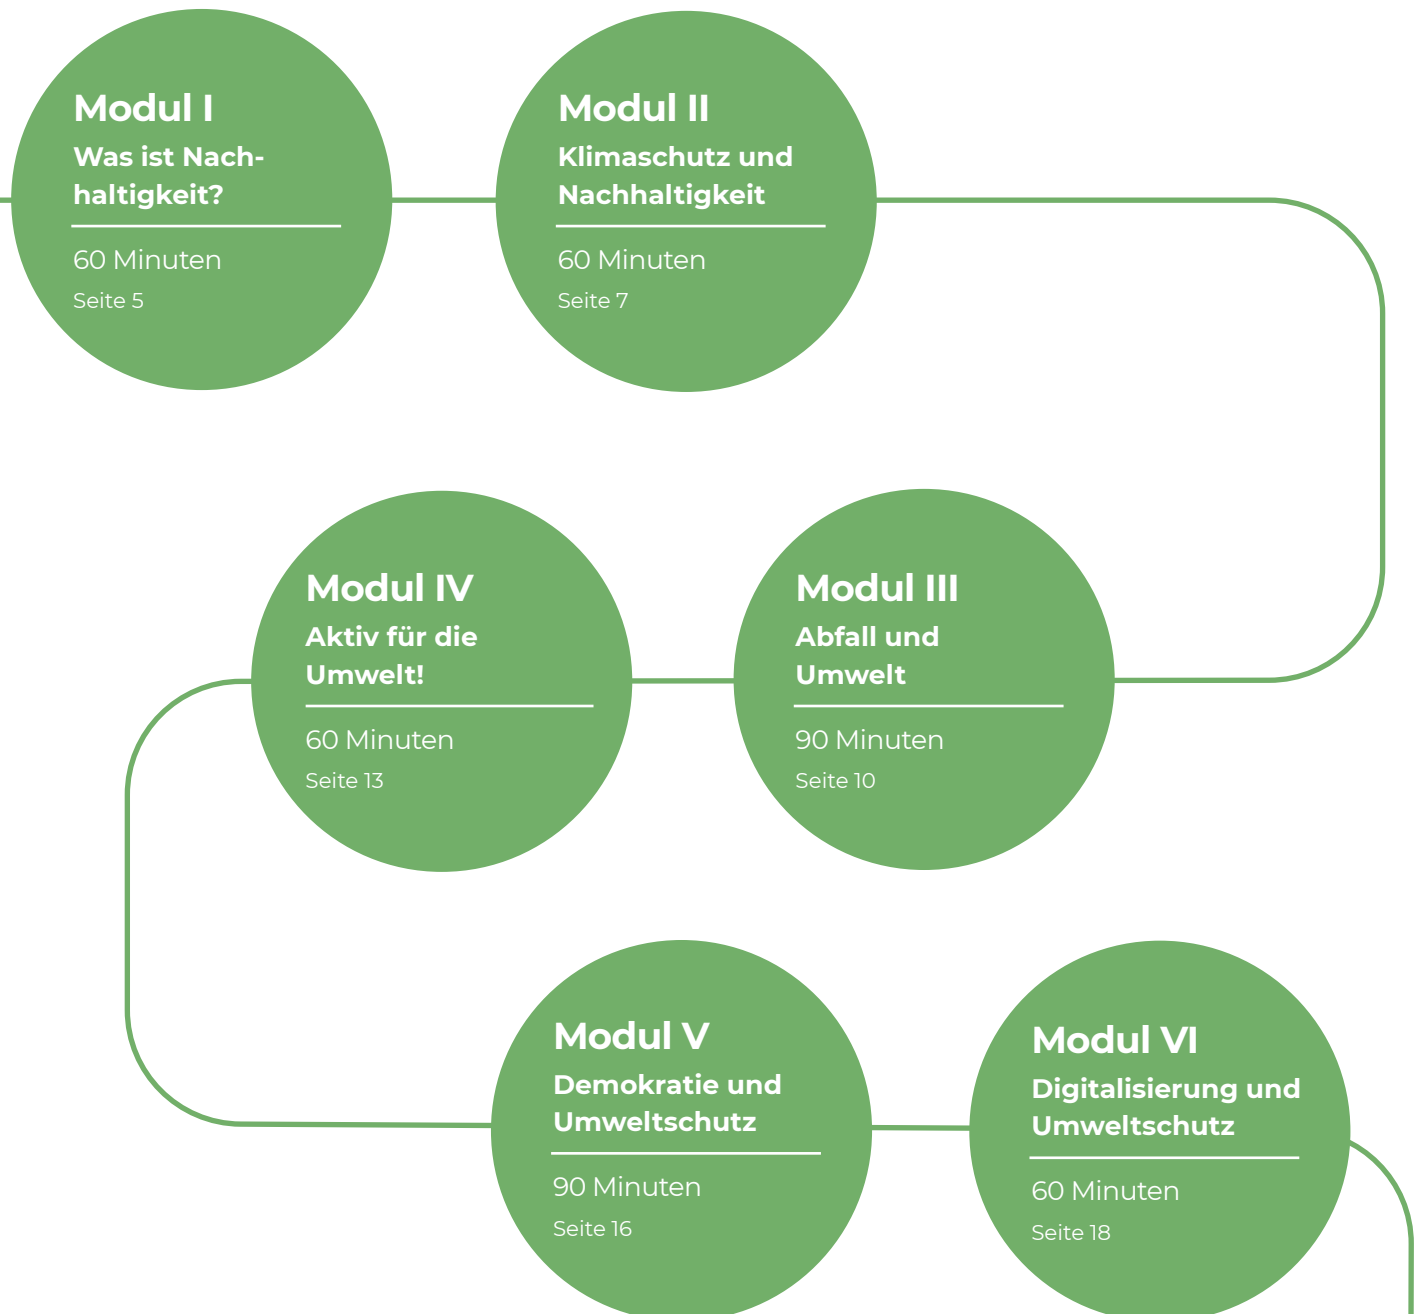 Modul I
Was ist Nach-
haltigkeit?
60 Minuten
Seite 5
Modul II
Klimaschutz und
Nachhaltigkeit
60 Minuten
Seite 7
Modul III
Abfall und
Umwelt
90 Minuten
Seite 10
Modul IV
Aktiv für die
Umwelt!
60 Minuten
Seite 13
Modul V
Demokratie und
Umweltschutz
90 Minuten
Seite 16
Modul VI
Digitalisierung und
Umweltschutz
60 Minuten
Seite 18